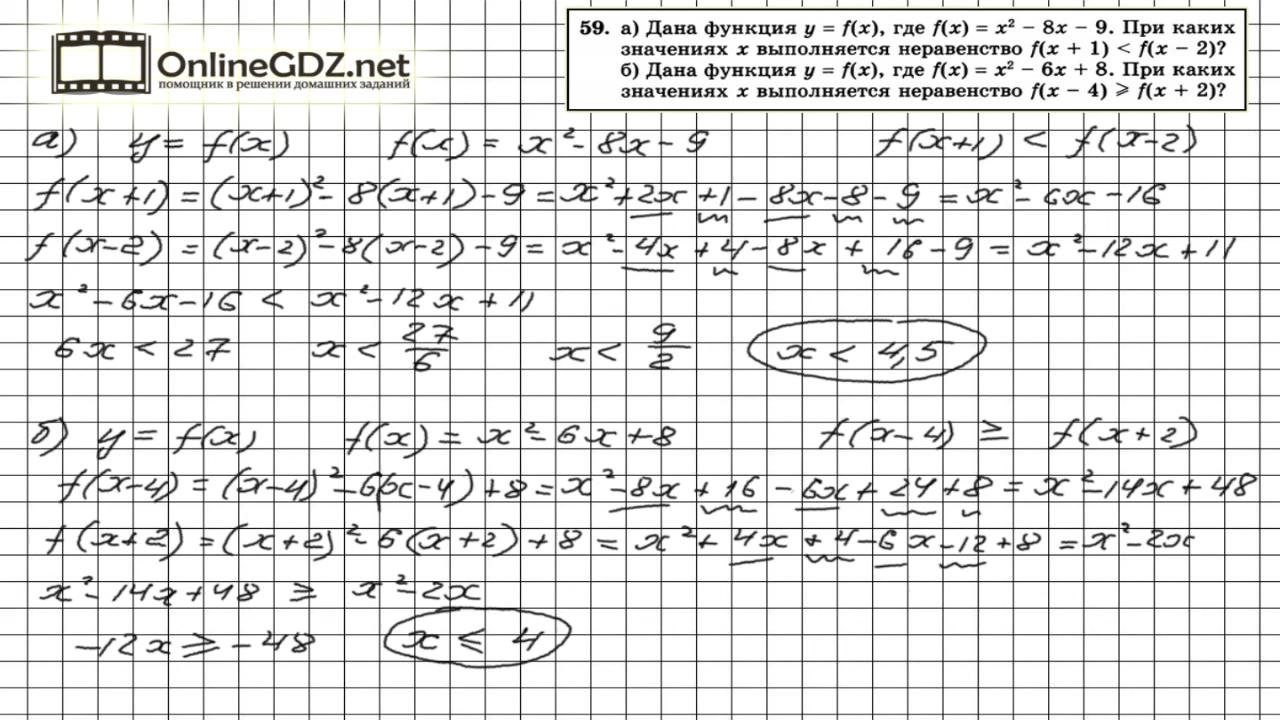 OnlineGDZ.net
помощник в решении домашних заданий
59. а) Дана функция y = f(x), где f(x) = x² − 8x − 9. При каких
значениях x выполняется неравенство f(x + 1) < f(x − 2)?
б) Дана функция y = f(x), где f(x) = x² − 6x + 8. При каких
значениях x выполняется неравенство f(x − 4) ⩾ f(x + 2)?
а) y = f(x) f(x) = x² − 8x − 9 f(x+1) < f(x−2)
f(x+1) = (x+1)² − 8(x+1) − 9 = x² + 2x + 1 − 8x − 8 − 9 = x² − 6x − 16
f(x−2) = (x−2)² − 8(x−2) − 9 = x² − 4x + 4 − 8x + 16 − 9 = x² − 12x + 11
x² − 6x − 16 < x² − 12x + 11
6x < 27 x < 27/6 x < 9/2 x < 4,5
б) y = f(x) f(x) = x² − 6x + 8 f(x−4) ≥ f(x+2)
f(x−4) = (x−4)² − 6(x−4) + 8 = x² − 8x + 16 − 6x + 24 + 8 = x² − 14x + 48
f(x+2) = (x+2)² − 6(x+2) + 8 = x² + 4x + 4 − 6x − 12 + 8 = x² − 2x
x² − 14x + 48 ≥ x² − 2x
−12x ≥ −48 x ≤ 4